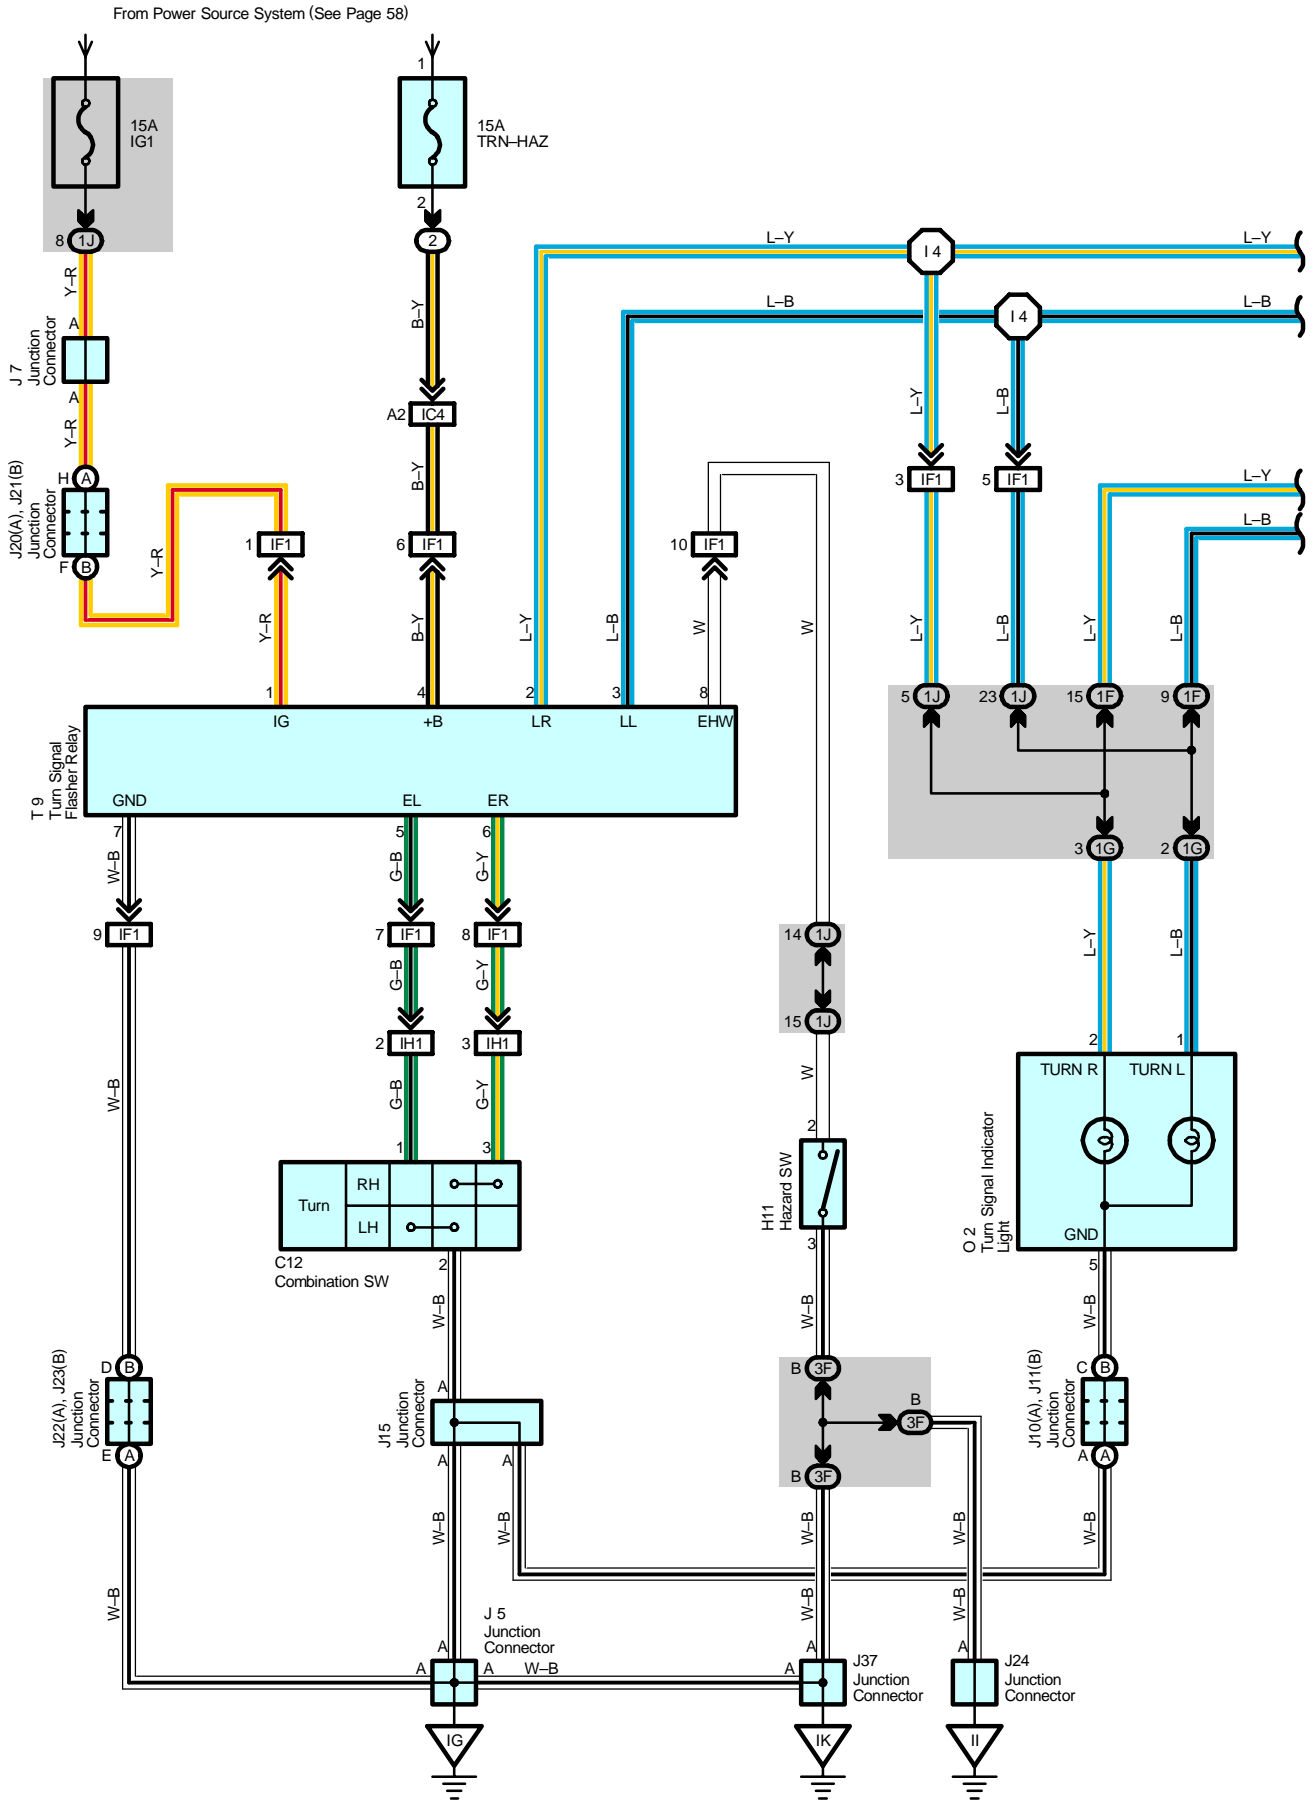 From Power Source System (See Page 58)
1
15A
IG1
15A
TRN–HAZ
2
8
1J
2
L–Y
I 4
L–Y
L–B
I 4
L–B
Y–R
B–Y
A
J 7
Junction
Connector
A
Y–R
A2
IC4
L–Y
L–B
B–Y
H
A
J20(A), J21(B)
Junction
Connector
F
B
Y–R
1
IF1
6
IF1
10
IF1
3
IF1
5
IF1
L–Y
L–B
Y–R
B–Y
L–Y
L–B
W
W
L–Y
L–B
L–Y
L–B
1
4
2
3
8
5
1J
23
1J
15
1F
9
1F
IG
+B
LR
LL
EHW
T 9
Turn Signal
Flasher Relay
GND
EL
ER
7
5
6
W–B
G–B
G–Y
3
1G
2
1G
9
IF1
7
IF1
8
IF1
14
1J
L–Y
L–B
G–B
G–Y
15
1J
2
IH1
3
IH1
W–B
G–B
G–Y
W
2
1
1
3
2
TURN R
TURN L
Turn
RH
LH
H11
Hazard SW
O 2
Turn Signal Indicator
Light
GND
C12
Combination SW
2
3
5
W–B
W–B
W–B
J22(A), J23(B)
Junction
Connector
D
B
E
A
J15
Junction
Connector
A
A
A
B
3F
B
3F
B
3F
J10(A), J11(B)
Junction
Connector
C
B
A
A
W–B
W–B
W–B
W–B
W–B
W–B
W–B
W–B
J 5
Junction
Connector
A
A
A
W–B
A
A
J37
Junction
Connector
A
J24
Junction
Connector
IG
IK
II